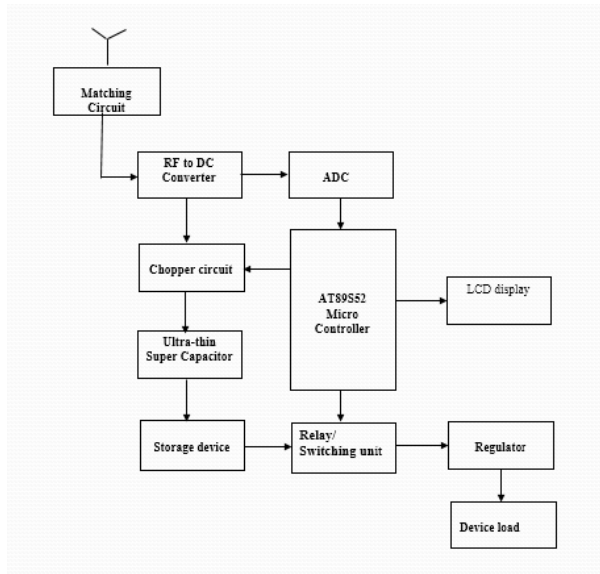 Matching
Circuit
RF to DC
Converter
ADC
Chopper circuit
AT89S52
Micro
Controller
LCD display
Ultra-thin
Super Capacitor
Storage device
Relay/
Switching unit
Regulator
Device load